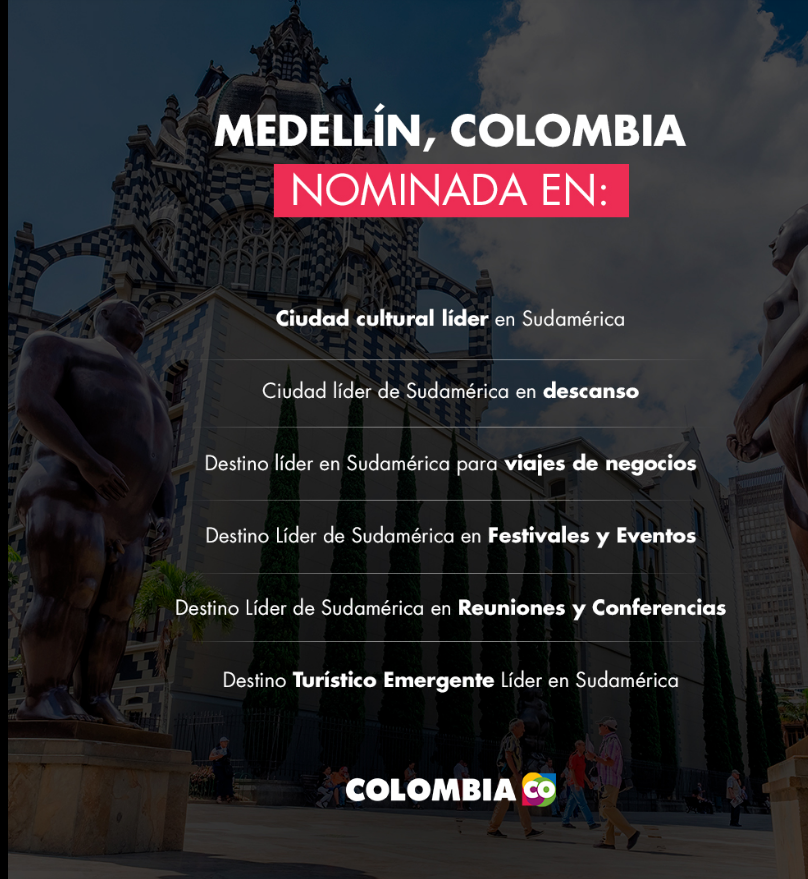 MEDELLÍN, COLOMBIA
NOMINADA EN:
Ciudad cultural líder en Sudamérica
Ciudad líder de Sudamérica en descanso
Destino líder en Sudamérica para viajes de negocios
Destino Líder de Sudamérica en Festivales y Eventos
Destino Líder de Sudamérica en Reuniones y Conferencias
Destino Turístico Emergente Líder en Sudamérica
COLOMBIA CO